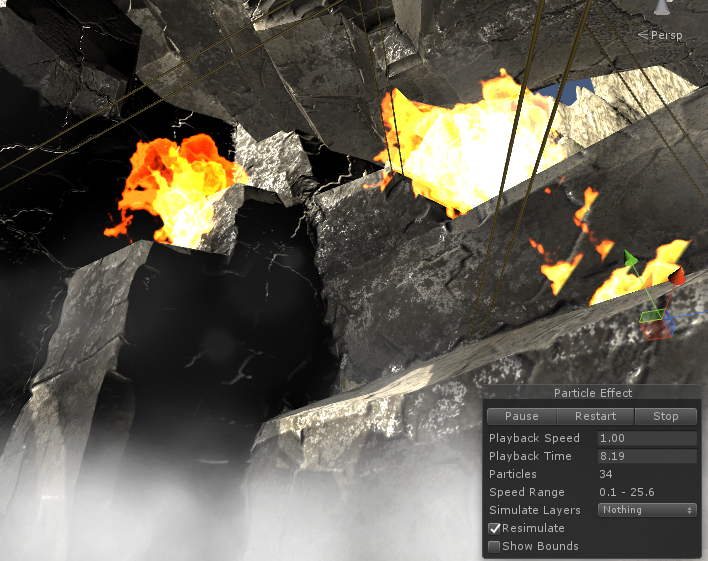 Persp
Particle Effect
Pause Restart Stop
Playback Speed 1.00
Playback Time 8.19
Particles 34
Speed Range 0.1 - 25.6
Simulate Layers Nothing
Resimulate
Show Bounds